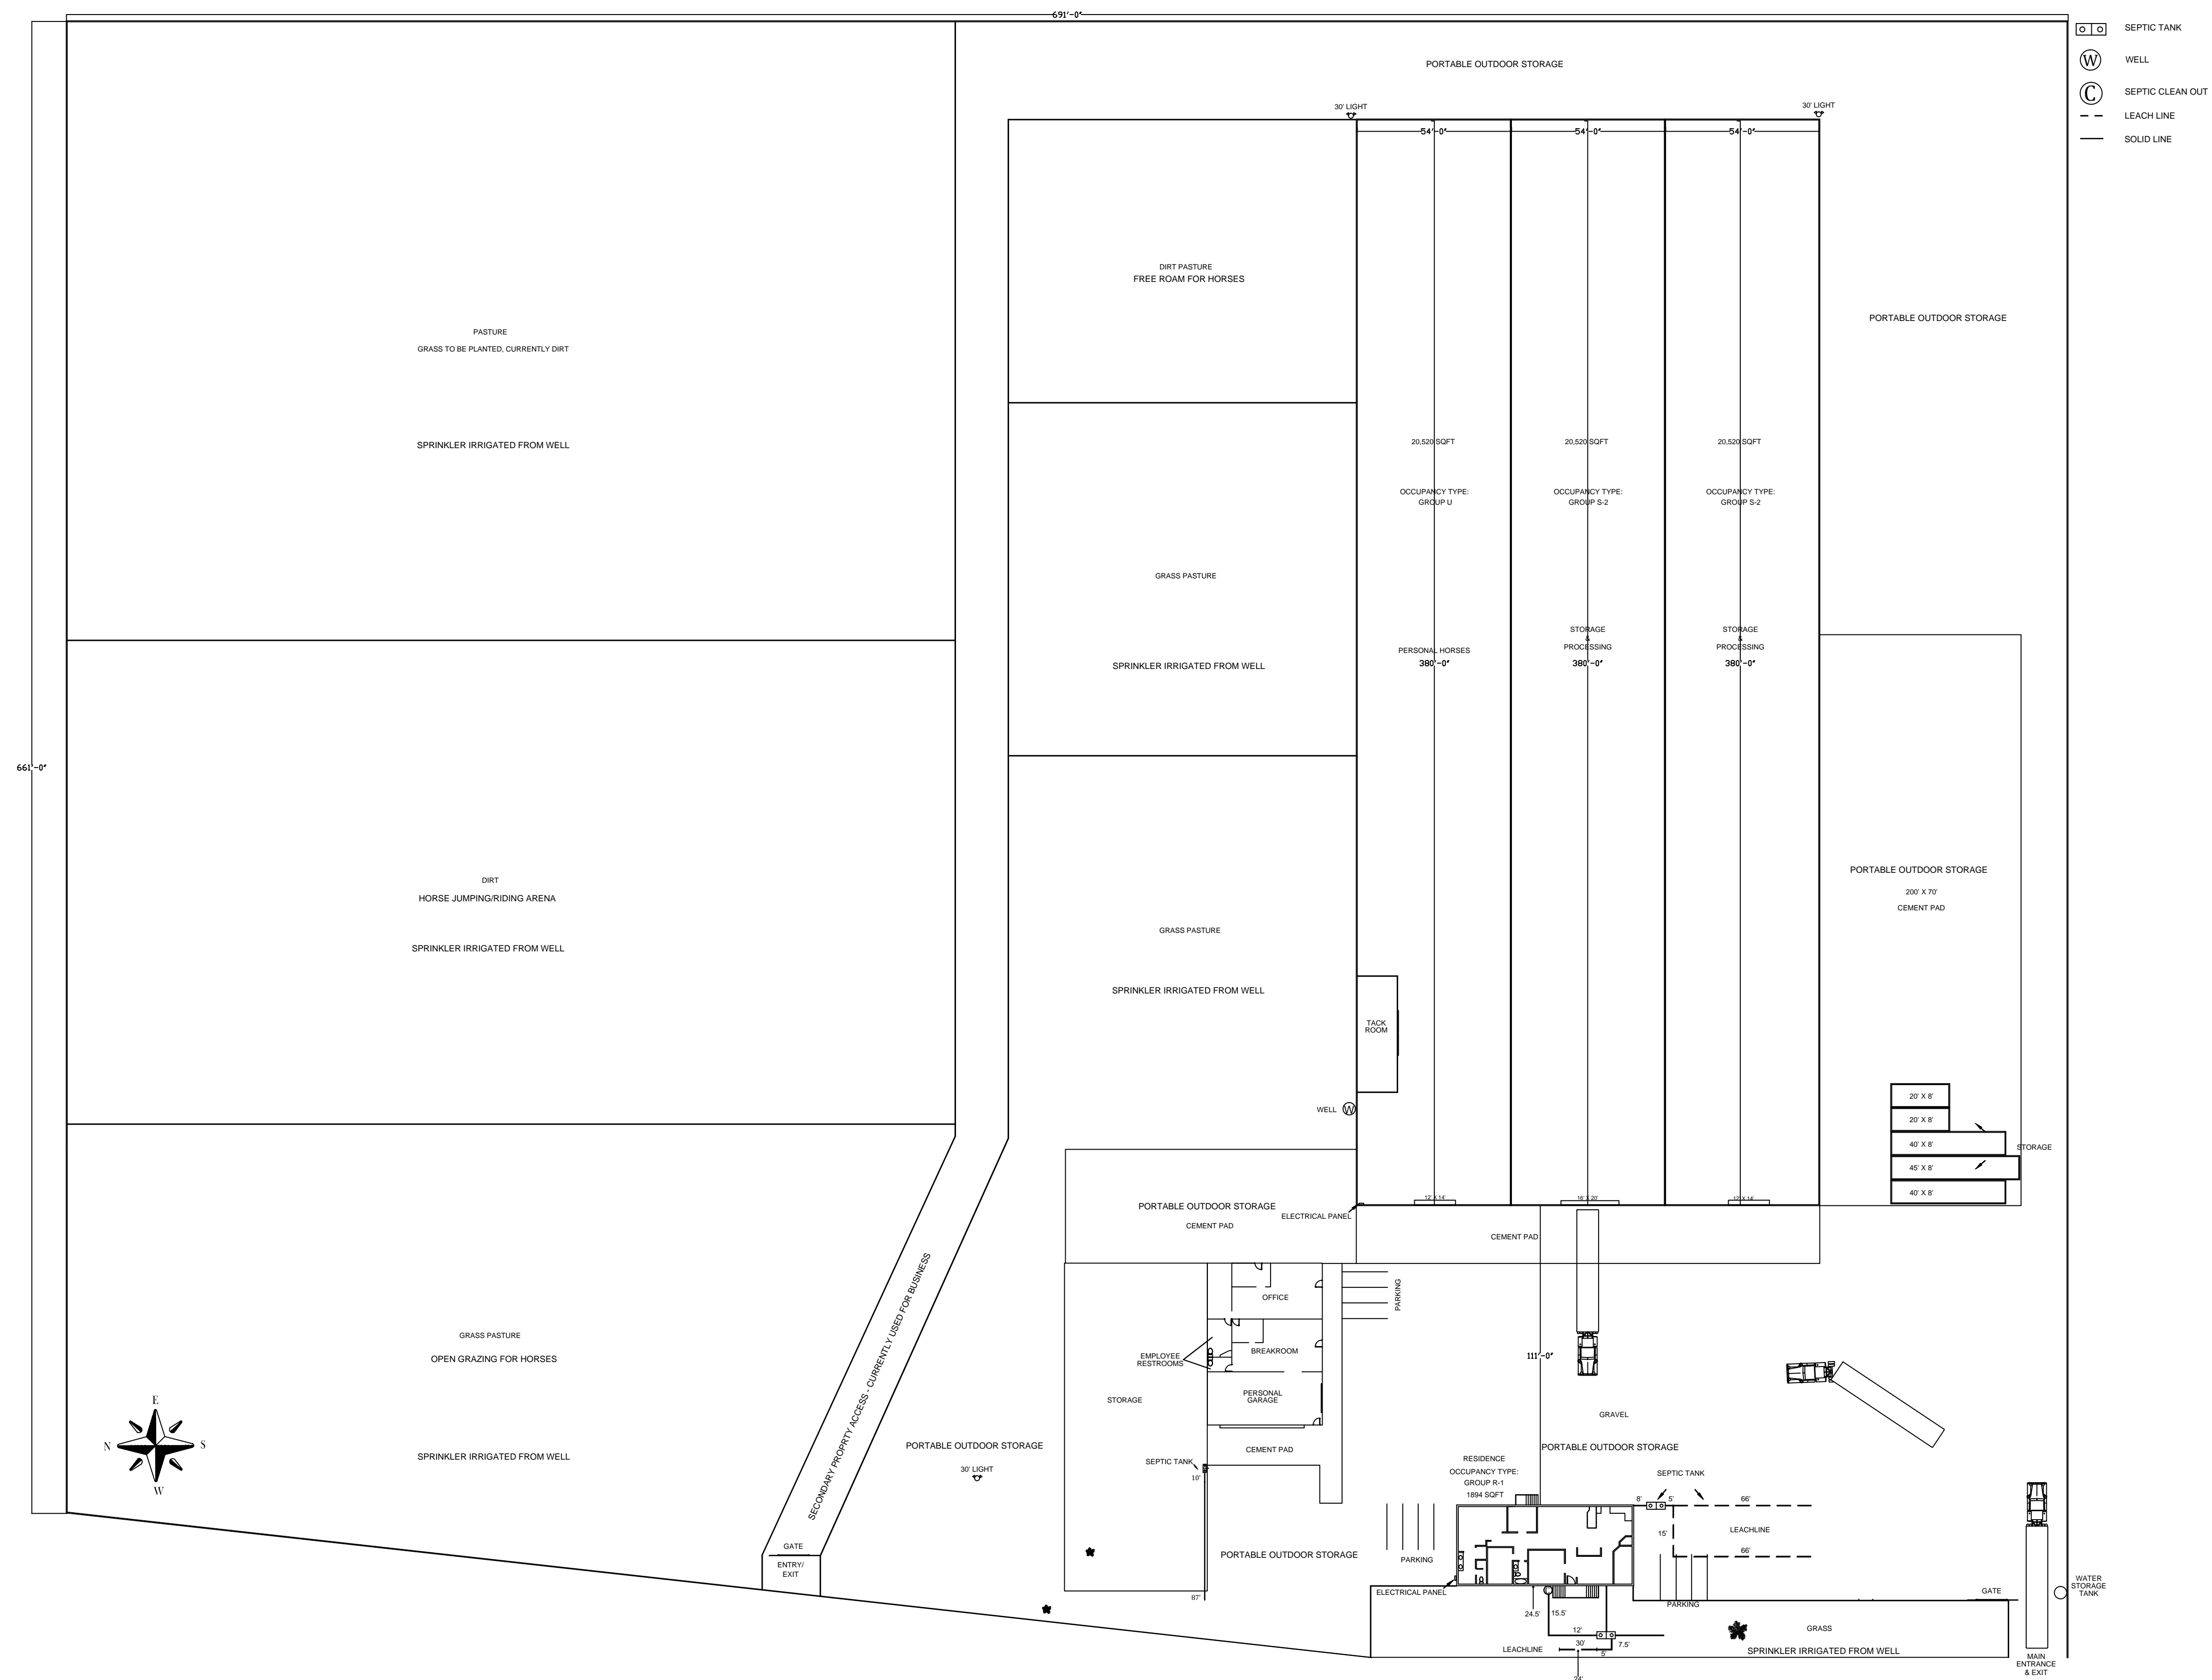 691'-0"
SEPTIC TANK
WELL
SEPTIC CLEAN OUT
LEACH LINE
SOLID LINE
W
C
PORTABLE OUTDOOR STORAGE
30' LIGHT
30' LIGHT
54'-0"
54'-0"
54'-0"
DIRT PASTURE
FREE ROAM FOR HORSES
PORTABLE OUTDOOR STORAGE
PASTURE
GRASS TO BE PLANTED, CURRENTLY DIRT
SPRINKLER IRRIGATED FROM WELL
20,520 SQFT
20,520 SQFT
20,520 SQFT
OCCUPANCY TYPE:
GROUP U
OCCUPANCY TYPE:
GROUP S-2
OCCUPANCY TYPE:
GROUP S-2
GRASS PASTURE
SPRINKLER IRRIGATED FROM WELL
PERSONAL HORSES
380'-0"
STORAGE
&
PROCESSING
380'-0"
STORAGE
&
PROCESSING
380'-0"
661'-0"
DIRT
HORSE JUMPING/RIDING ARENA
SPRINKLER IRRIGATED FROM WELL
GRASS PASTURE
SPRINKLER IRRIGATED FROM WELL
PORTABLE OUTDOOR STORAGE
200' X 70'
CEMENT PAD
TACK
ROOM
WELL
W
20' X 8'
20' X 8'
40' X 8'
45' X 8'
40' X 8'
STORAGE
12' X 14'
16' X 20'
12' X 14'
PORTABLE OUTDOOR STORAGE
CEMENT PAD
ELECTRICAL PANEL
CEMENT PAD
OFFICE
PARKING
BREAKROOM
EMPLOYEE
RESTROOMS
PERSONAL
GARAGE
STORAGE
CEMENT PAD
SEPTIC TANK
10'
87'
111'-0"
GRAVEL
PORTABLE OUTDOOR STORAGE
GRASS PASTURE
OPEN GRAZING FOR HORSES
SPRINKLER IRRIGATED FROM WELL
E
N
S
W
SECONDARY PROPRTY ACCESS - CURRENTLY USED FOR BUSINESS
GATE
ENTRY/
EXIT
PORTABLE OUTDOOR STORAGE
30' LIGHT
PORTABLE OUTDOOR STORAGE
RESIDENCE
OCCUPANCY TYPE:
GROUP R-1
1894 SQFT
PARKING
ELECTRICAL PANEL
SEPTIC TANK
8'
5'
66'
15'
LEACHLINE
66'
PARKING
24.5'
15.5'
12'
30'
5'
7.5'
LEACHLINE
24'
GRASS
SPRINKLER IRRIGATED FROM WELL
GATE
WATER
STORAGE
TANK
MAIN
ENTRANCE
& EXIT